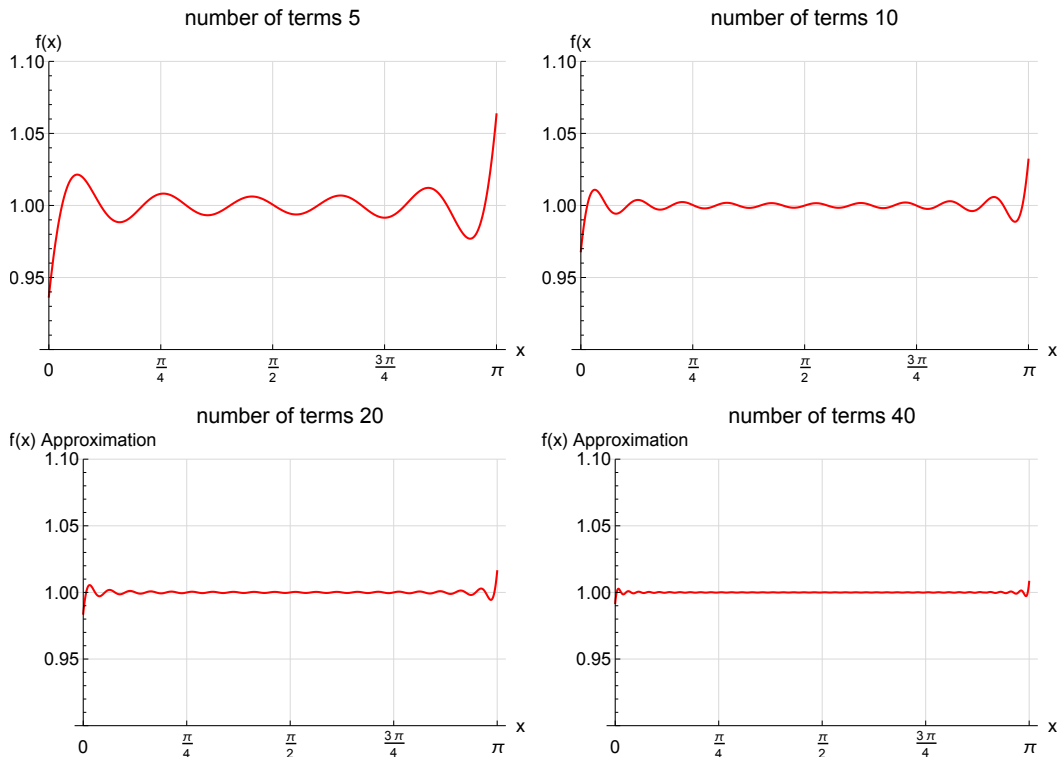 number of terms 5
f(x)
1.10
1.05
1.00
0.95
0
π/4
π/2
3 π/4
π
x
number of terms 10
f(x
1.10
1.05
1.00
0.95
0
π/4
π/2
3 π/4
π
x
number of terms 20
f(x) Approximation
1.10
1.05
1.00
0.95
0
π/4
π/2
3 π/4
π
x
number of terms 40
f(x) Approximation
1.10
1.05
1.00
0.95
0
π/4
π/2
3 π/4
π
x